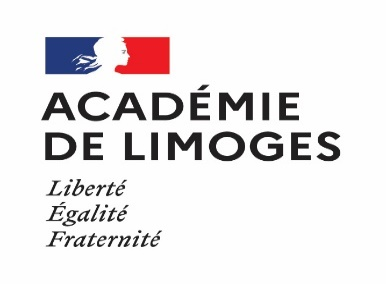 ACADÉMIE
DE LIMOGES
Liberté
Égalité
Fraternité